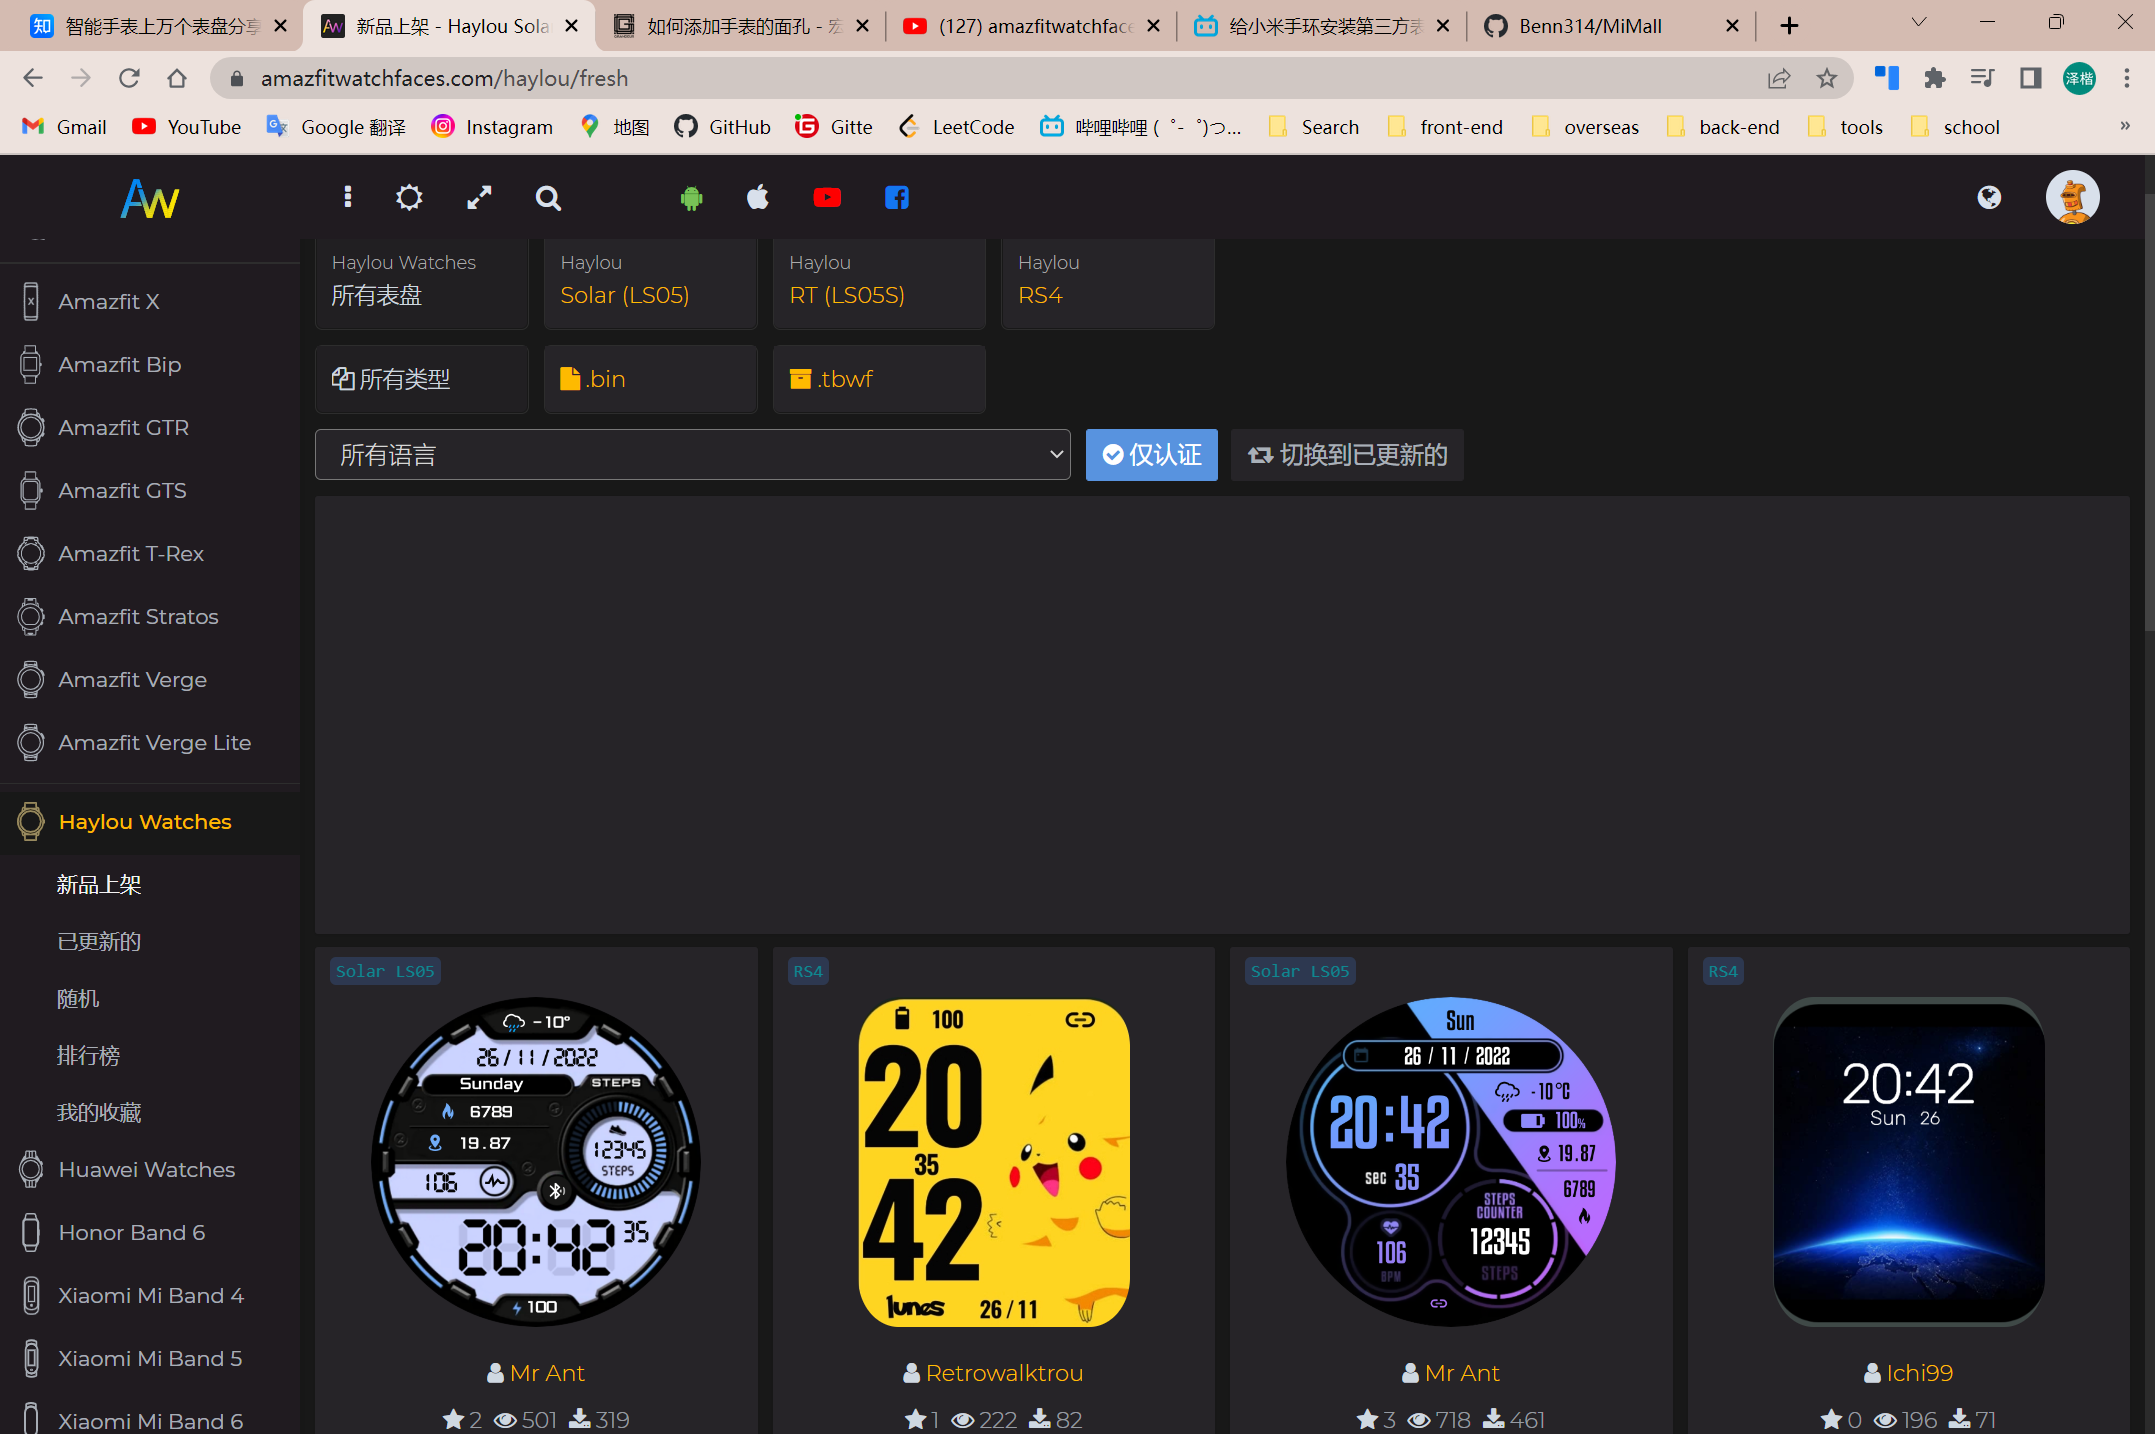 智能手表上万个表盘分享
新品上架 - Haylou Sola
如何添加手表的面孔 - 宏
(127) amazfitwatchface
给小米手环安装第三方表
Benn314/MiMall
amazfitwatchfaces.com/haylou/fresh
泽楷
Gmail
YouTube
Google 翻译
Instagram
地图
GitHub
Gitte
LeetCode
哔哩哔哩 ( ゜- ゜)つ...
Search
front-end
overseas
back-end
tools
school
»
AW
Haylou Watches
所有表盘
Haylou
Solar (LS05)
Haylou
RT (LS05S)
Haylou
RS4
所有类型
.bin
.tbwf
所有语言
仅认证
切换到已更新的
Amazfit X
Amazfit Bip
Amazfit GTR
Amazfit GTS
Amazfit T-Rex
Amazfit Stratos
Amazfit Verge
Amazfit Verge Lite
Haylou Watches
新品上架
已更新的
随机
排行榜
我的收藏
Huawei Watches
Honor Band 6
Xiaomi Mi Band 4
Xiaomi Mi Band 5
Xiaomi Mi Band 6
Solar LS05
-10°
26/11/2022
Sunday
STEPS
6789
19.87
12345
STEPS
106
20:42 35
100
Mr Ant
2 501 319
RS4
100
20
35
42
lunes
26/11
Retrowalktrou
1 222 82
Solar LS05
Sun
26 / 11 / 2022
-10°C
20:42
100%
sec 35
19.87
6789
STEPS
COUNTER
12345
STEPS
106
BPM
Mr Ant
3 718 461
RS4
20:42
Sun 26
Ichi99
0 196 71